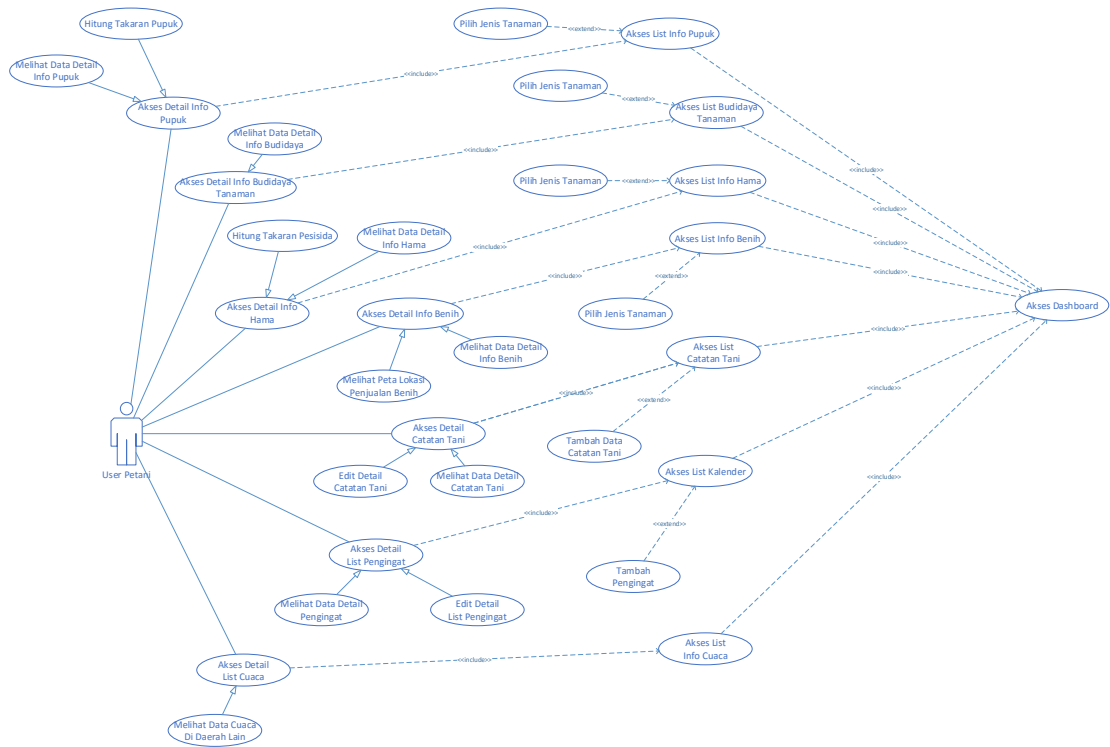 Hitung Takaran Pupuk
Pilih Jenis Tanaman
<<extend>>
Akses List Info Pupuk
Melihat Data Detail
Info Pupuk
<<include>>
Akses Detail Info
Pupuk
Pilih Jenis Tanaman
<<extend>>
Akses List Budidaya
Tanaman
Melihat Data Detail
Info Budidaya
<<include>>
<<include>>
Akses Detail Info Budidaya
Tanaman
Pilih Jenis Tanaman
<<extend>>
Akses List Info Hama
<<include>>
Hitung Takaran Pesisida
Melihat Data Detail
Info Hama
<<include>>
Akses List Info Benih
<<include>>
<<include>>
<<extend>>
<<include>>
Akses Detail Info
Hama
Akses Detail Info Benih
Pilih Jenis Tanaman
Akses Dashboard
<<include>>
Melihat Data Detail
Info Benih
Akses List
Catatan Tani
Melihat Peta Lokasi
Penjualan Benih
<<include>>
<<extend>>
<<include>>
Akses Detail
Catatan Tani
Tambah Data
Catatan Tani
User Petani
Edit Detail
Catatan Tani
Melihat Data Detail
Catatan Tani
Akses List Kalender
<<include>>
<<include>>
<<extend>>
Akses Detail
List Pengingat
Tambah
Pengingat
Melihat Data Detail
Pengingat
Edit Detail
List Pengingat
Akses Detail
List Cuaca
<<include>>
Akses List
Info Cuaca
Melihat Data Cuaca
Di Daerah Lain